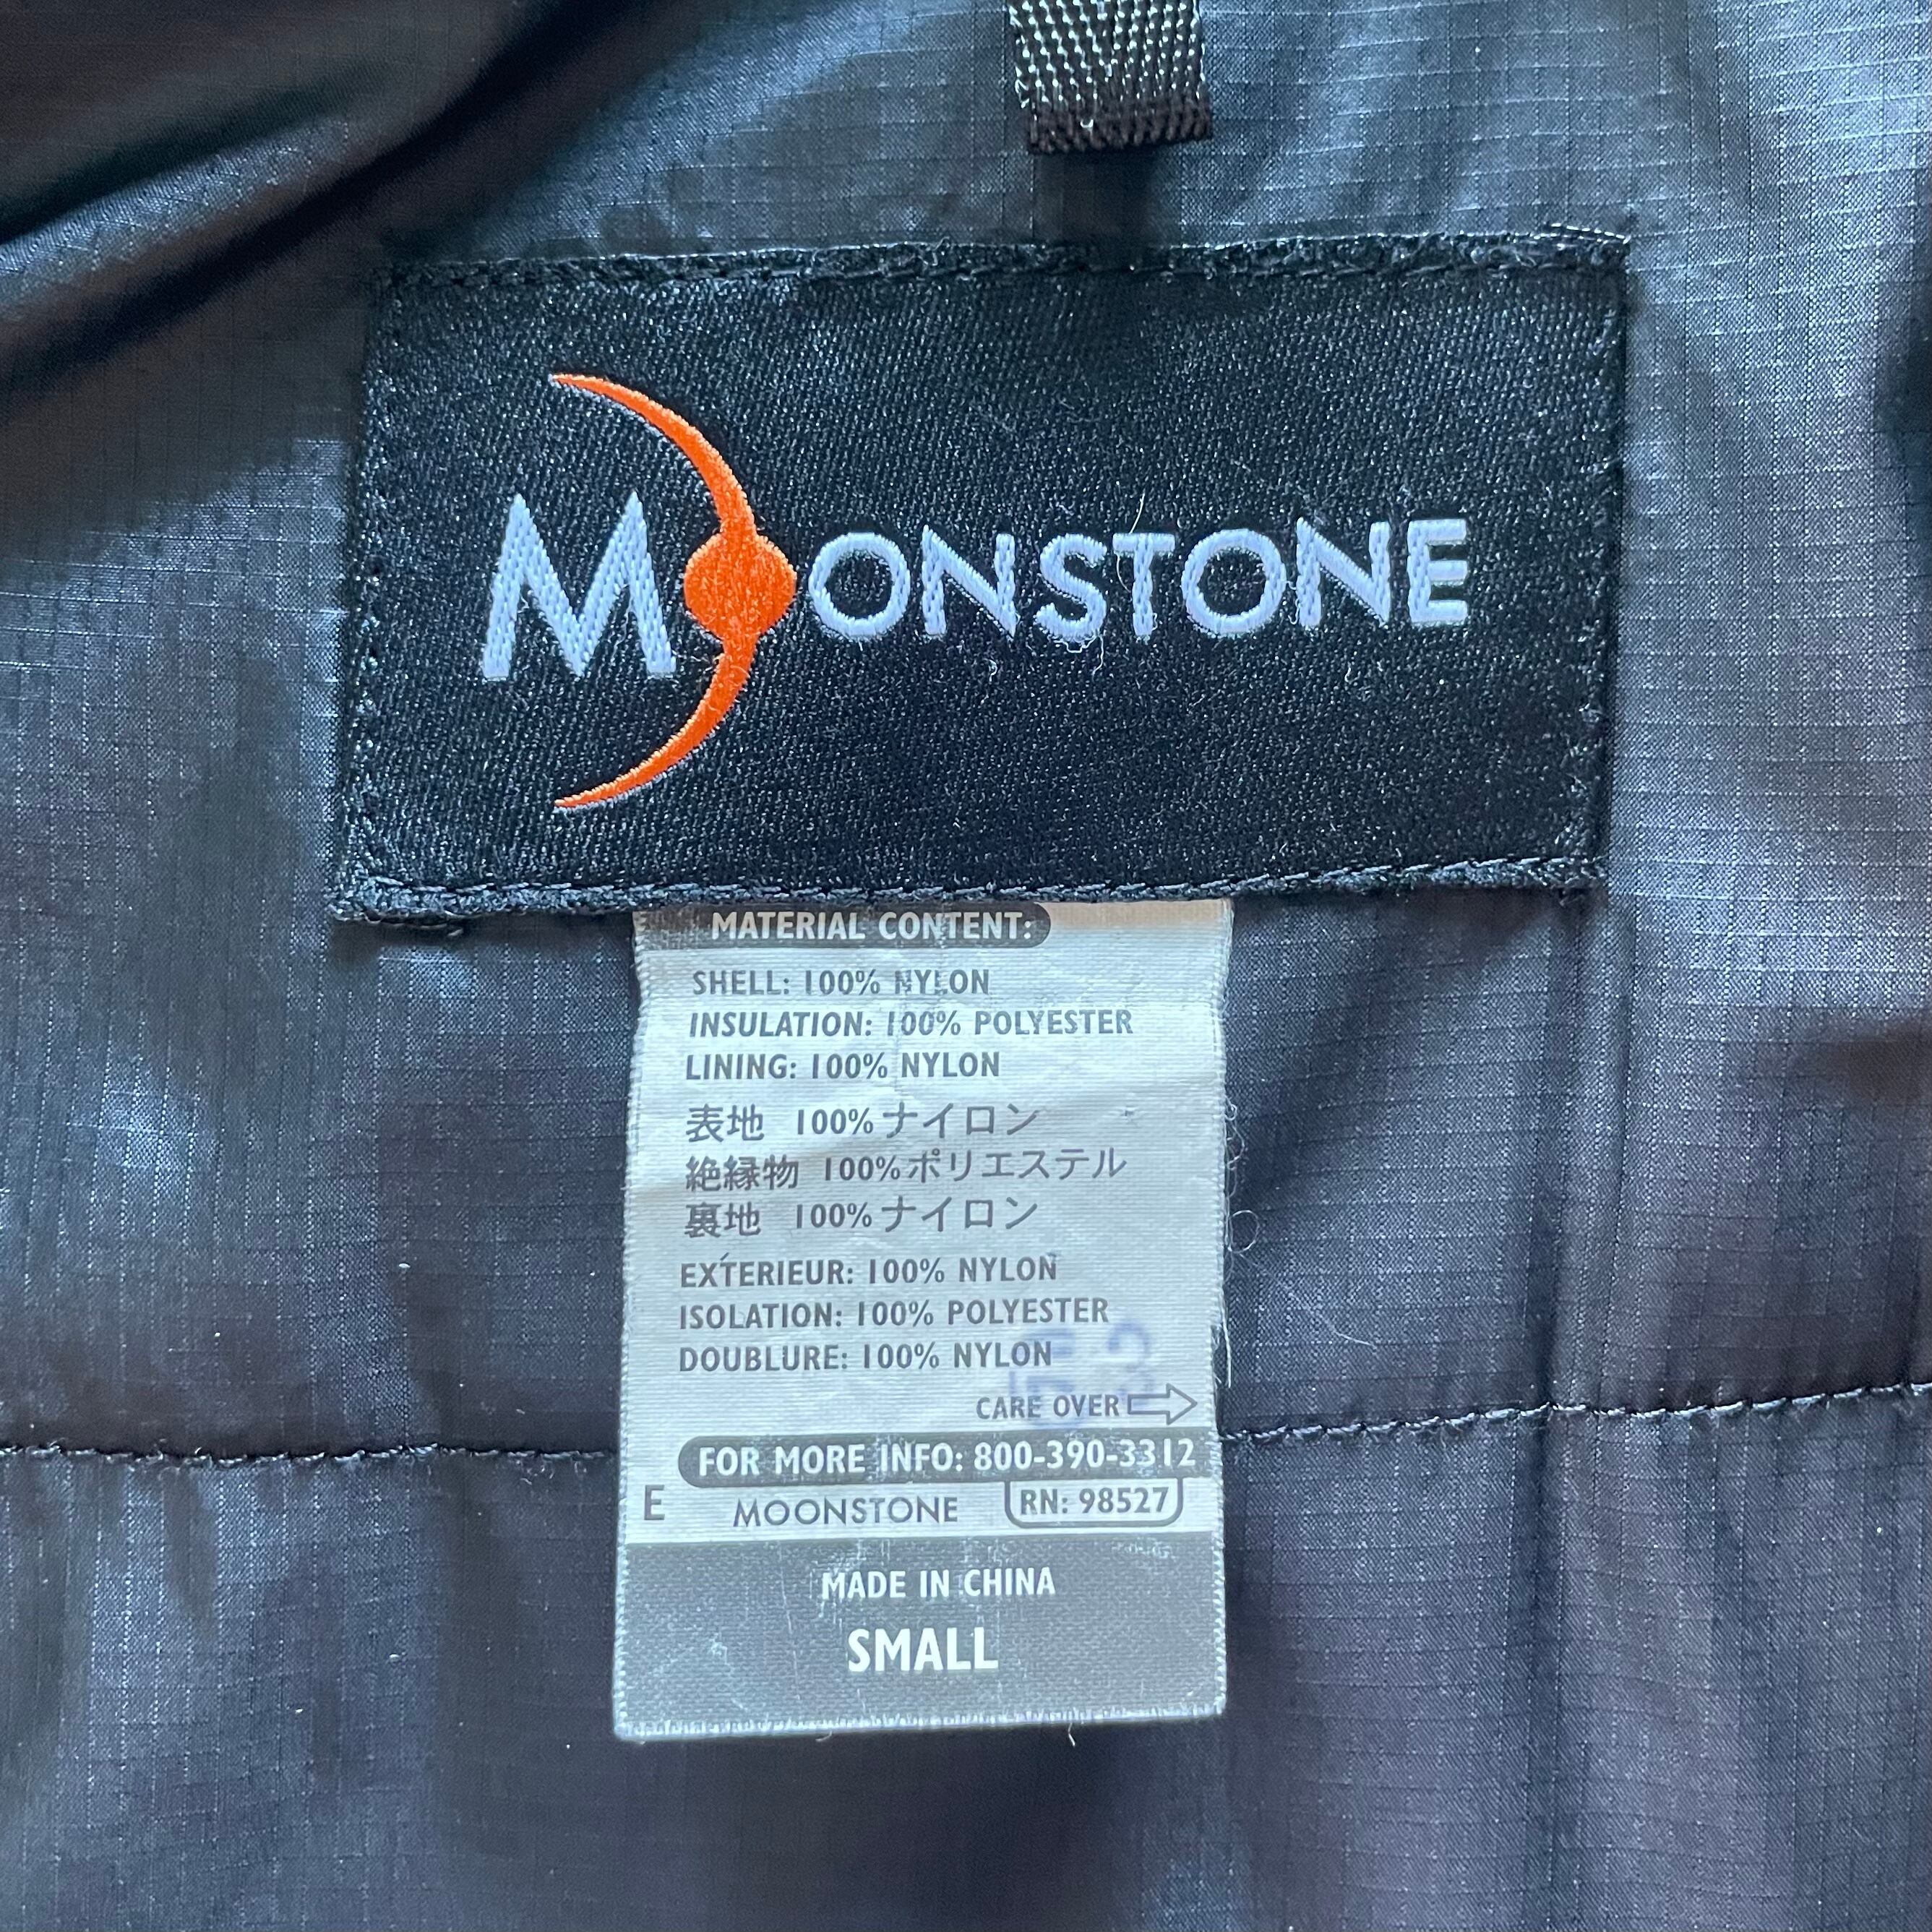 MOONSTONE
MATERIAL CONTENT:
SHELL: 100% NYLON
INSULATION: 100% POLYESTER
LINING: 100% NYLON
表地 100%ナイロン
絶縁物 100%ポリエステル
裏地 100%ナイロン
EXTÉRIEUR: 100% NYLON
ISOLATION: 100% POLYESTER
DOUBLURE: 100% NYLON
CARE OVER
FOR MORE INFO: 800-390-3312
E MOONSTONE RN: 98527
MADE IN CHINA
SMALL